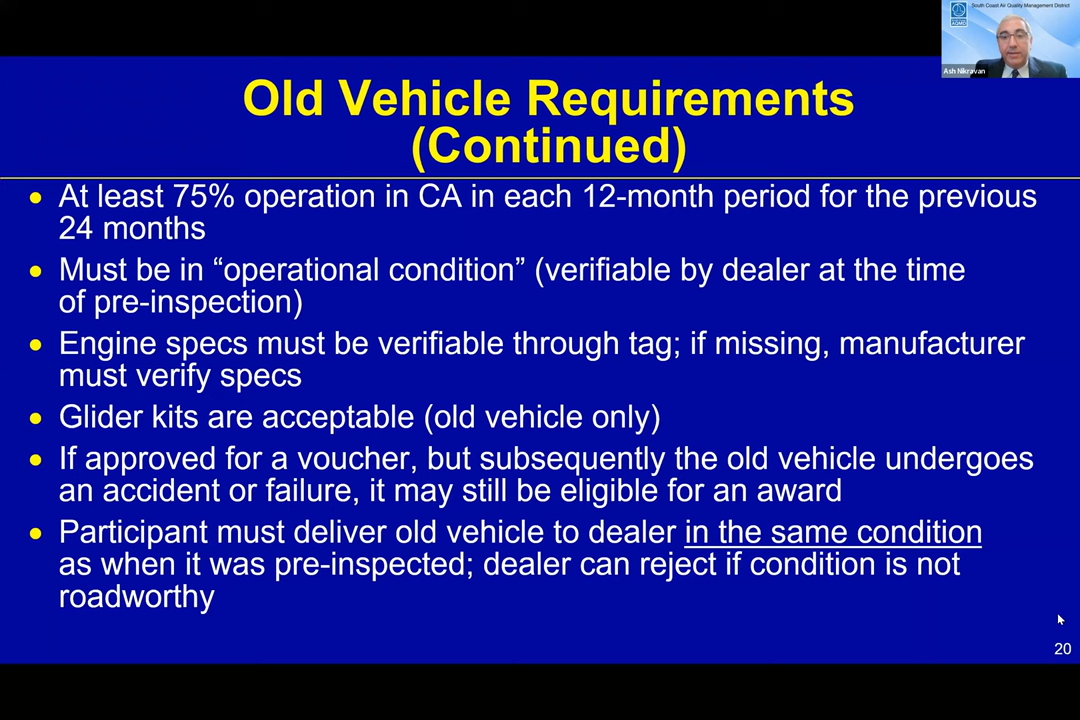 South Coast Air Quality Management District
AQMD
Ash Nikravan
Old Vehicle Requirements
(Continued)
• At least 75% operation in CA in each 12-month period for the previous
24 months
• Must be in “operational condition” (verifiable by dealer at the time
of pre-inspection)
• Engine specs must be verifiable through tag; if missing, manufacturer
must verify specs
• Glider kits are acceptable (old vehicle only)
• If approved for a voucher, but subsequently the old vehicle undergoes
an accident or failure, it may still be eligible for an award
• Participant must deliver old vehicle to dealer in the same condition
as when it was pre-inspected; dealer can reject if condition is not
roadworthy
20